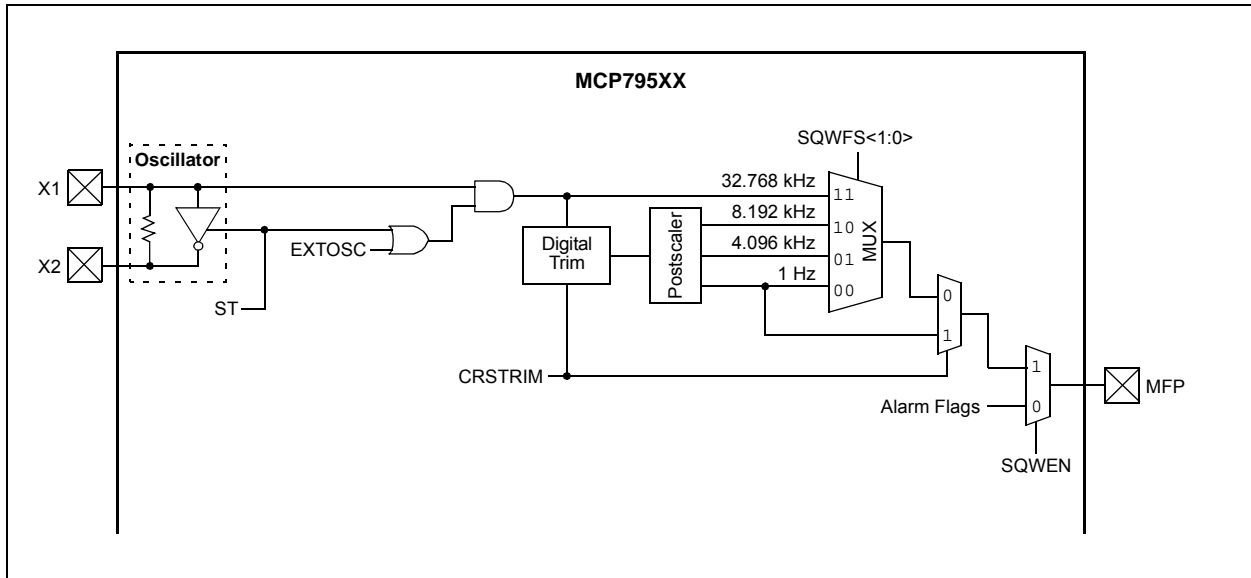 MCP795XX
SQWFS<1:0>
Oscillator
X1
32.768 kHz
11
8.192 kHz
10
EXTOSC
Digital
Trim
Postscaler
4.096 kHz
01
MUX
X2
1 Hz
00
ST
0
1
CRSTRIM
1
MFP
Alarm Flags
0
SQWEN